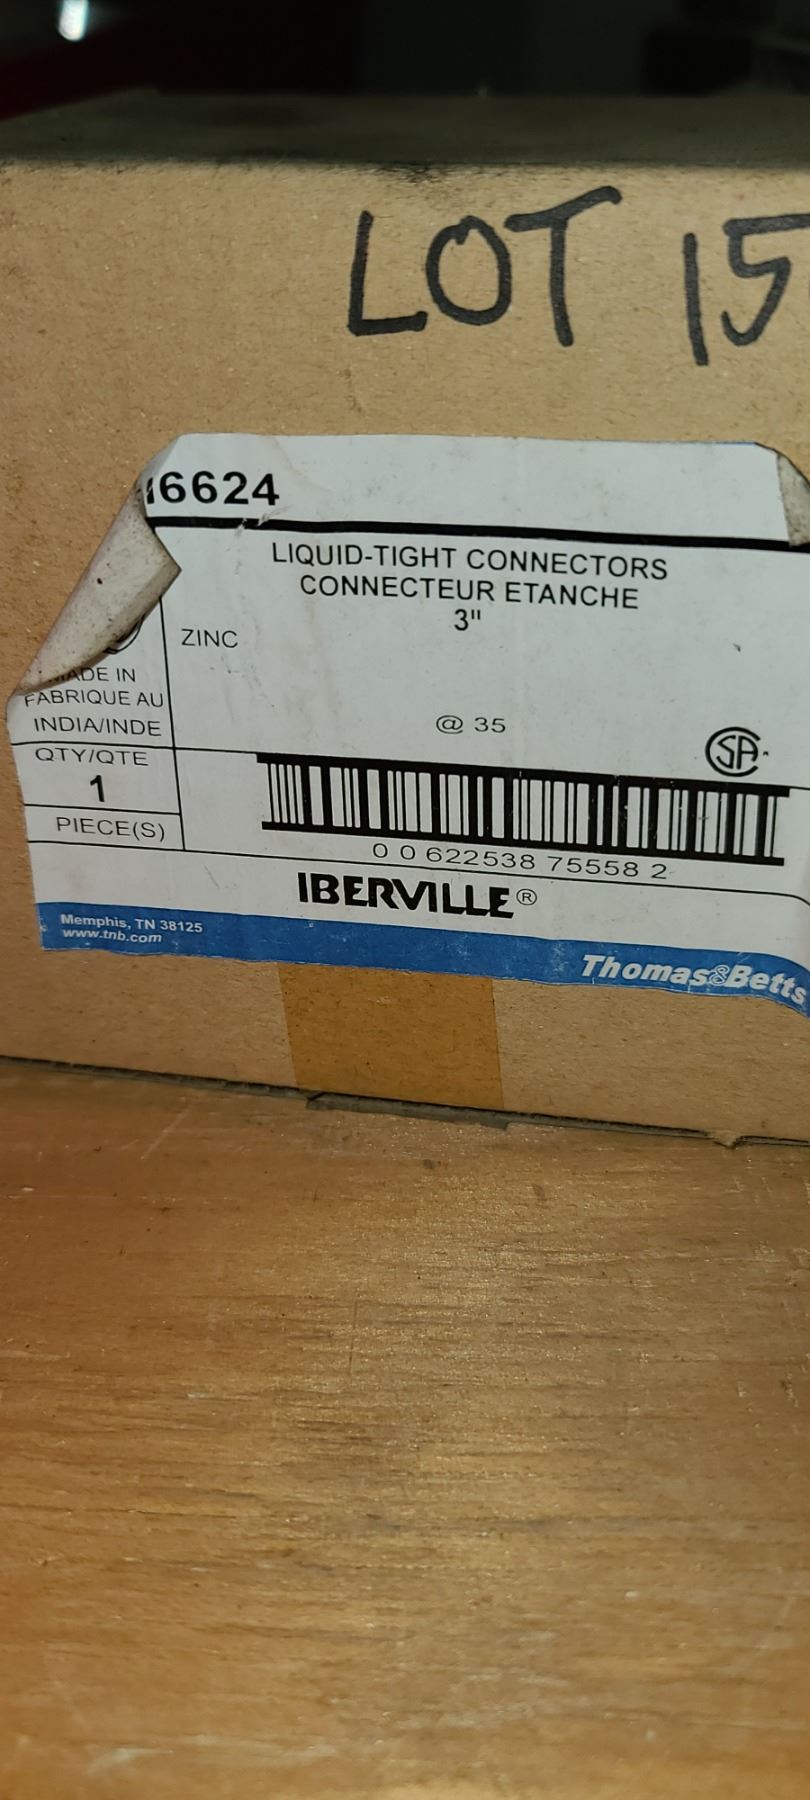 LOT 15
6624
LIQUID-TIGHT CONNECTORS
CONNECTEUR ETANCHE
3"
ZINC
MADE IN
FABRIQUE AU
INDIA/INDE
@ 35
QTY/QTE
1
PIECE(S)
0 0 622538 75558 2
IBERVILLE®
Memphis, TN 38125
www.tnb.com
Thomas&Betts